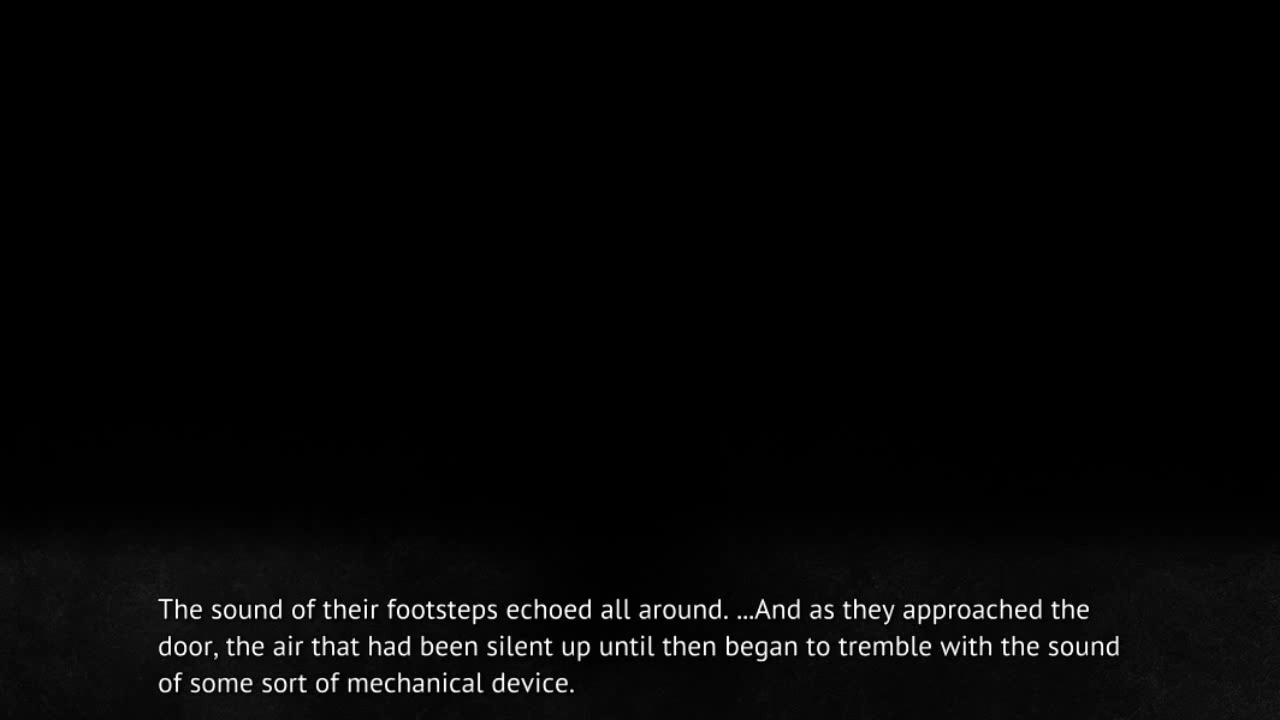 The sound of their footsteps echoed all around. ...And as they approached the
door, the air that had been silent up until then began to tremble with the sound
of some sort of mechanical device.